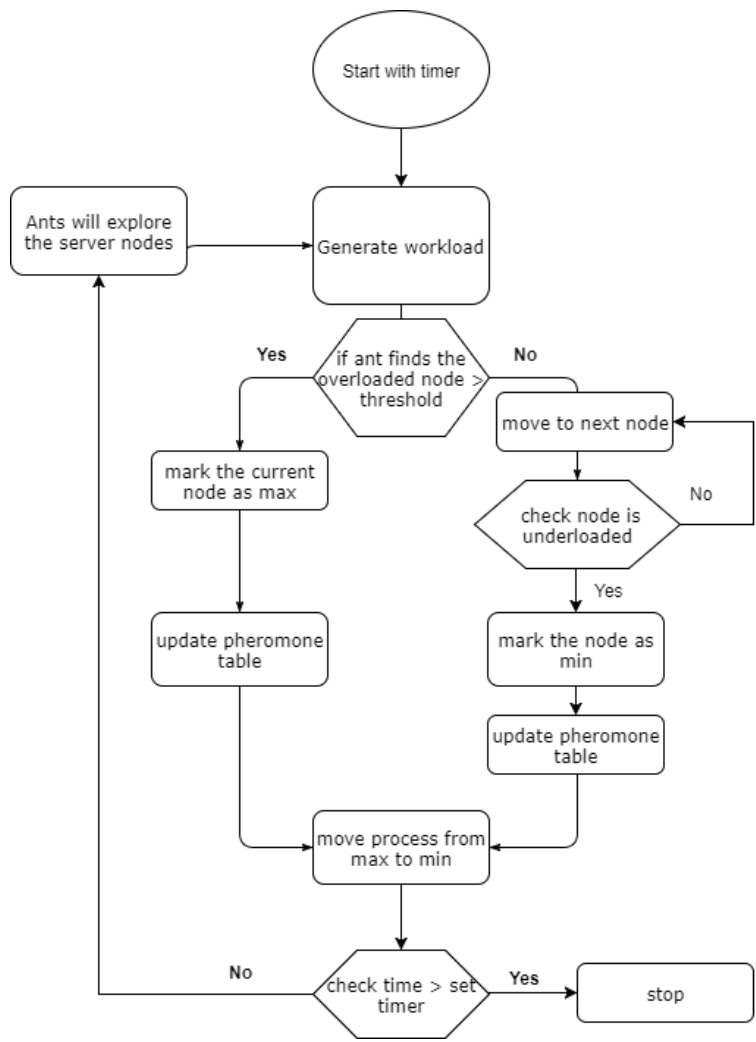 Start with timer
Ants will explore
the server nodes
Generate workload
Yes
if ant finds the
overloaded node >
threshold
No
move to next node
mark the current
node as max
check node is
underloaded
No
Yes
update pheromone
table
mark the node as
min
update pheromone
table
move process from
max to min
No
check time > set
timer
Yes
stop